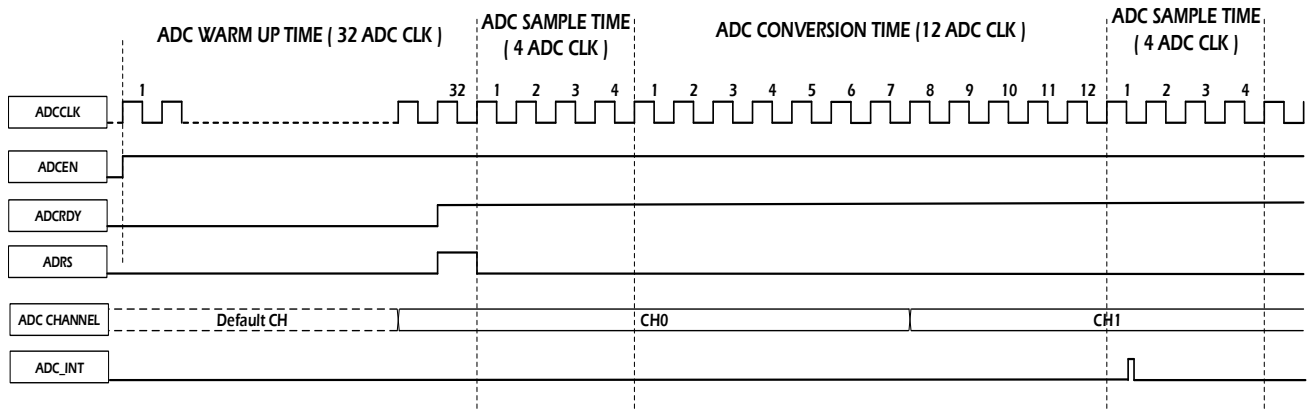 ADC WARM UP TIME ( 32 ADC CLK )
ADC SAMPLE TIME
( 4 ADC CLK )
ADC CONVERSION TIME (12 ADC CLK )
ADC SAMPLE TIME
( 4 ADC CLK )
1 32 1 2 3 4 1 2 3 4 5 6 7 8 9 10 11 12 1 2 3 4
ADCCLK
ADCEN
ADCRDY
ADRS
ADC CHANNEL Default CH CH0 CH1
ADC_INT